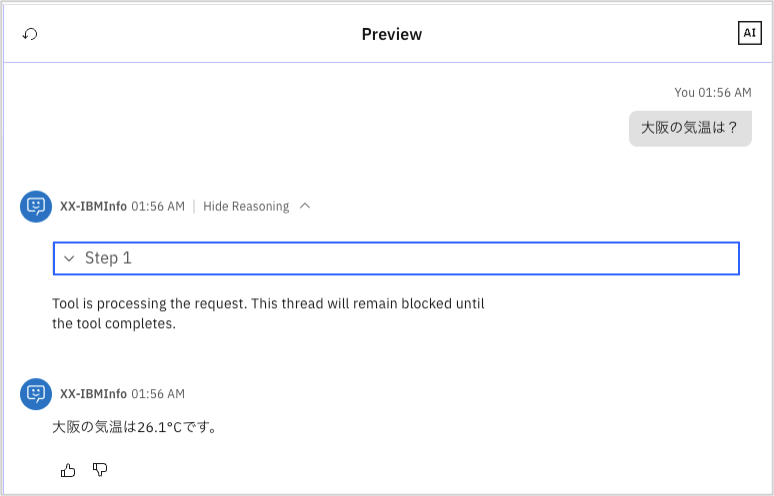 Preview
AI
You 01:56 AM
大阪の気温は？
XX-IBMInfo 01:56 AM | Hide Reasoning
Step 1
Tool is processing the request. This thread will remain blocked until
the tool completes.
XX-IBMInfo 01:56 AM
大阪の気温は26.1°Cです。